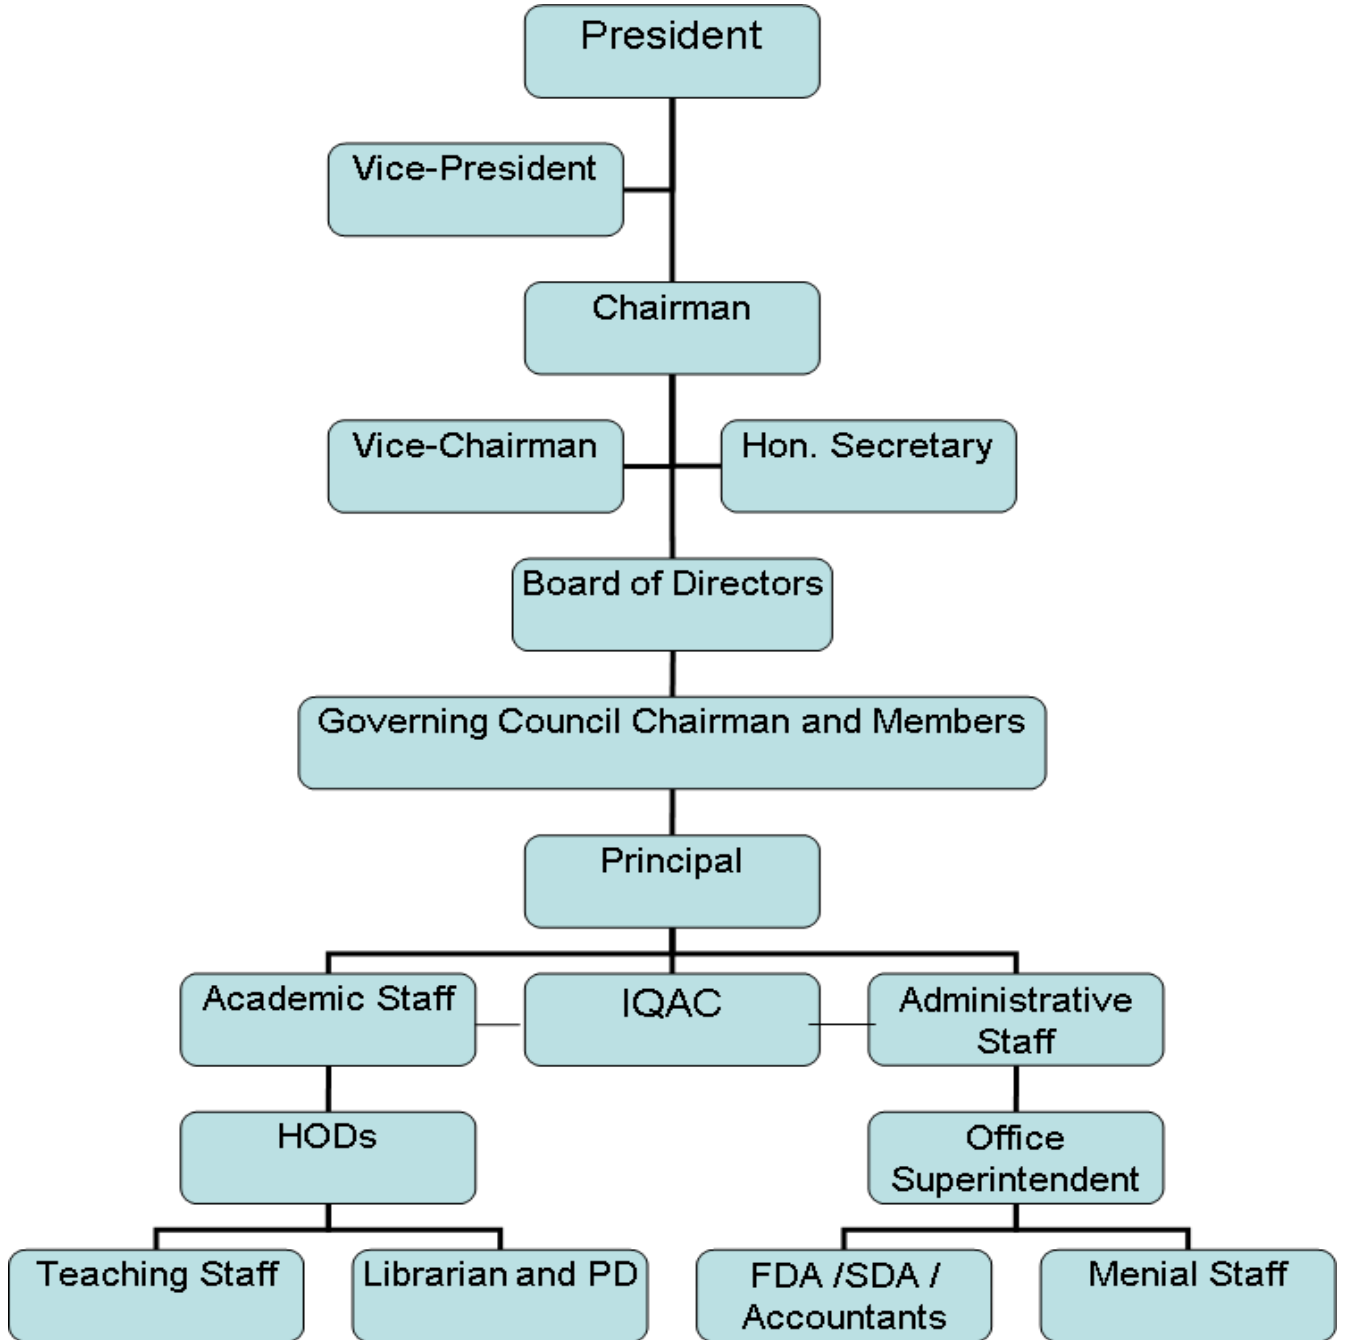 President
Vice-President
Chairman
Vice-Chairman
Hon. Secretary
Board of Directors
Governing Council Chairman and Members
Principal
Academic Staff
IQAC
Administrative
Staff
HODs
Office
Superintendent
Teaching Staff
Librarian and PD
FDA /SDA /
Accountants
Menial Staff